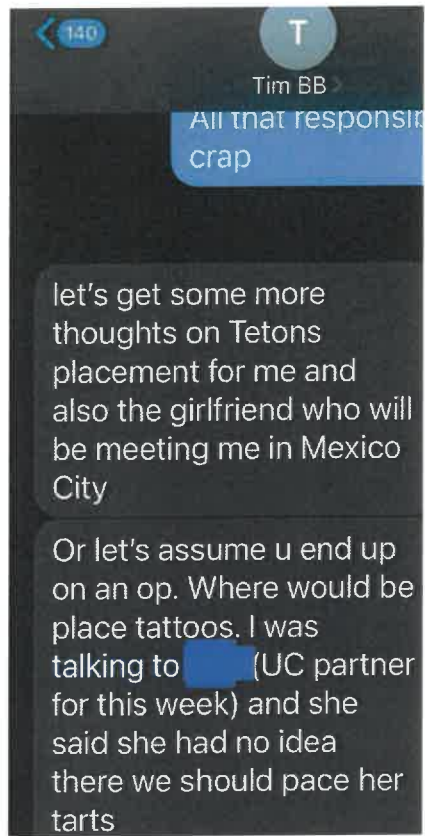 140
T
Tim BB
All that responsib
crap
let's get some more
thoughts on Tetons
placement for me and
also the girlfriend who will
be meeting me in Mexico
City
Or let's assume u end up
on an op. Where would be
place tattoos. I was
talking to (UC partner
for this week) and she
said she had no idea
there we should pace her
tarts